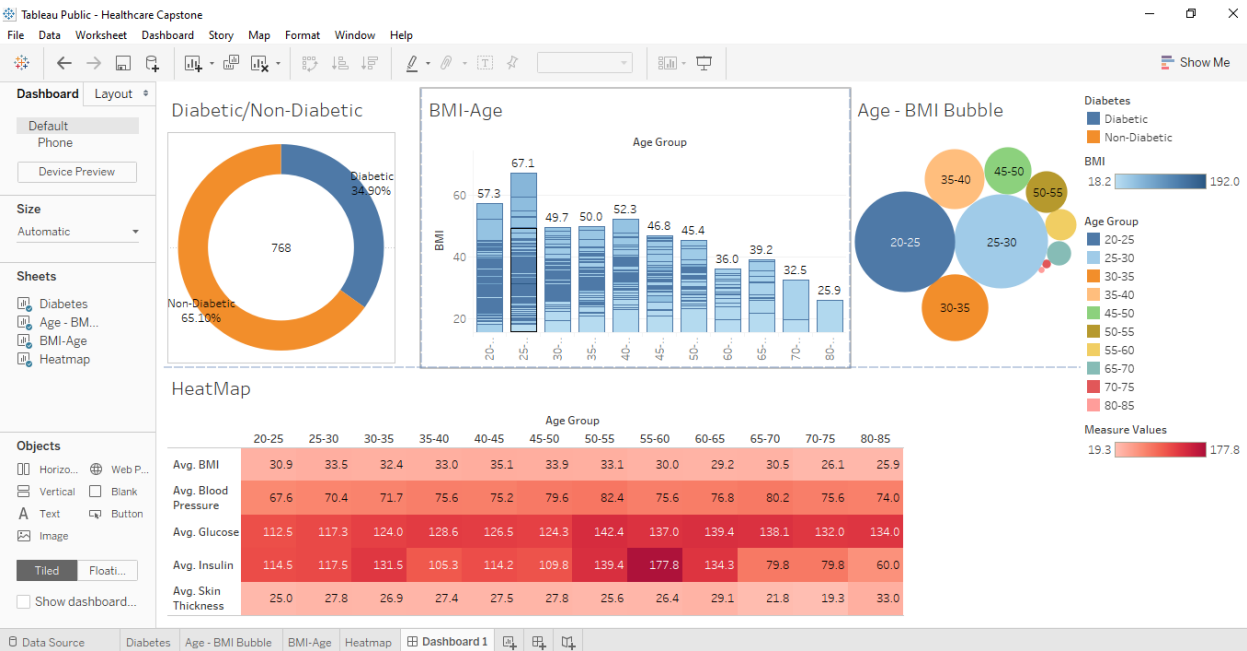 Tableau Public - Healthcare Capstone
File Data Worksheet Dashboard Story Map Format Window Help
Show Me
Dashboard Layout
Default
Phone
Device Preview
Size
Automatic
Sheets
Diabetes
Age - BM...
BMI-Age
Heatmap
Objects
Horizo... Web P...
Vertical Blank
Text Button
Image
Tiled Floati...
Show dashboard...
Diabetic/Non-Diabetic
Diabetic
34.90%
768
Non-Diabetic
65.10%
BMI-Age
Age Group
67.1
57.3 49.7 50.0 52.3 46.8 45.4 36.0 39.2 32.5 25.9
BMI
60
40
20
20-.. 25-.. 30-.. 35-.. 40-.. 45-.. 50-.. 60-.. 65-.. 70-.. 80-..
Age - BMI Bubble
35-40
45-50
50-55
20-25
25-30
30-35
Diabetes
Diabetic
Non-Diabetic
BMI
18.2 192.0
Age Group
20-25
25-30
30-35
35-40
45-50
50-55
55-60
65-70
70-75
80-85
Measure Values
19.3 177.8
HeatMap
Age Group
20-25 25-30 30-35 35-40 40-45 45-50 50-55 55-60 60-65 65-70 70-75 80-85
Avg. BMI 30.9 33.5 32.4 33.0 35.1 33.9 33.1 30.0 29.2 30.5 26.1 25.9
Avg. Blood
Pressure 67.6 70.4 71.7 75.6 75.2 79.6 82.4 75.6 76.8 80.2 75.6 74.0
Avg. Glucose 112.5 117.3 124.0 128.6 126.5 124.3 142.4 137.0 139.4 138.1 132.0 134.0
Avg. Insulin 114.5 117.5 131.5 105.3 114.2 109.8 139.4 177.8 134.3 79.8 79.8 60.0
Avg. Skin
Thickness 25.0 27.8 26.9 27.4 27.5 27.8 25.6 26.4 29.1 21.8 19.3 33.0
Data Source Diabetes Age - BMI Bubble BMI-Age Heatmap Dashboard 1